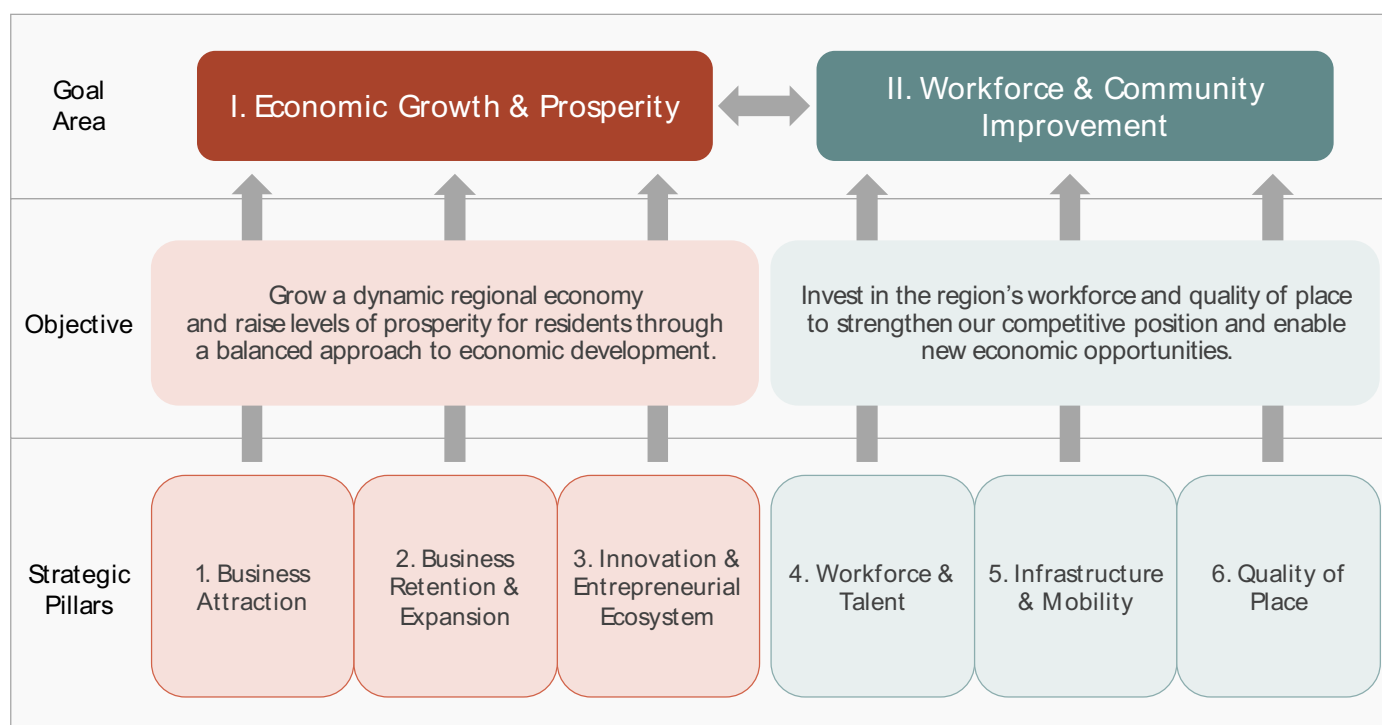 Goal
Area
I. Economic Growth & Prosperity
II. Workforce & Community
Improvement
Objective
Grow a dynamic regional economy
and raise levels of prosperity for residents through
a balanced approach to economic development.
Invest in the region's workforce and quality of place
to strengthen our competitive position and enable
new economic opportunities.
Strategic
Pillars
1. Business
Attraction
2. Business
Retention &
Expansion
3. Innovation &
Entrepreneurial
Ecosystem
4. Workforce &
Talent
5. Infrastructure
& Mobility
6. Quality of
Place